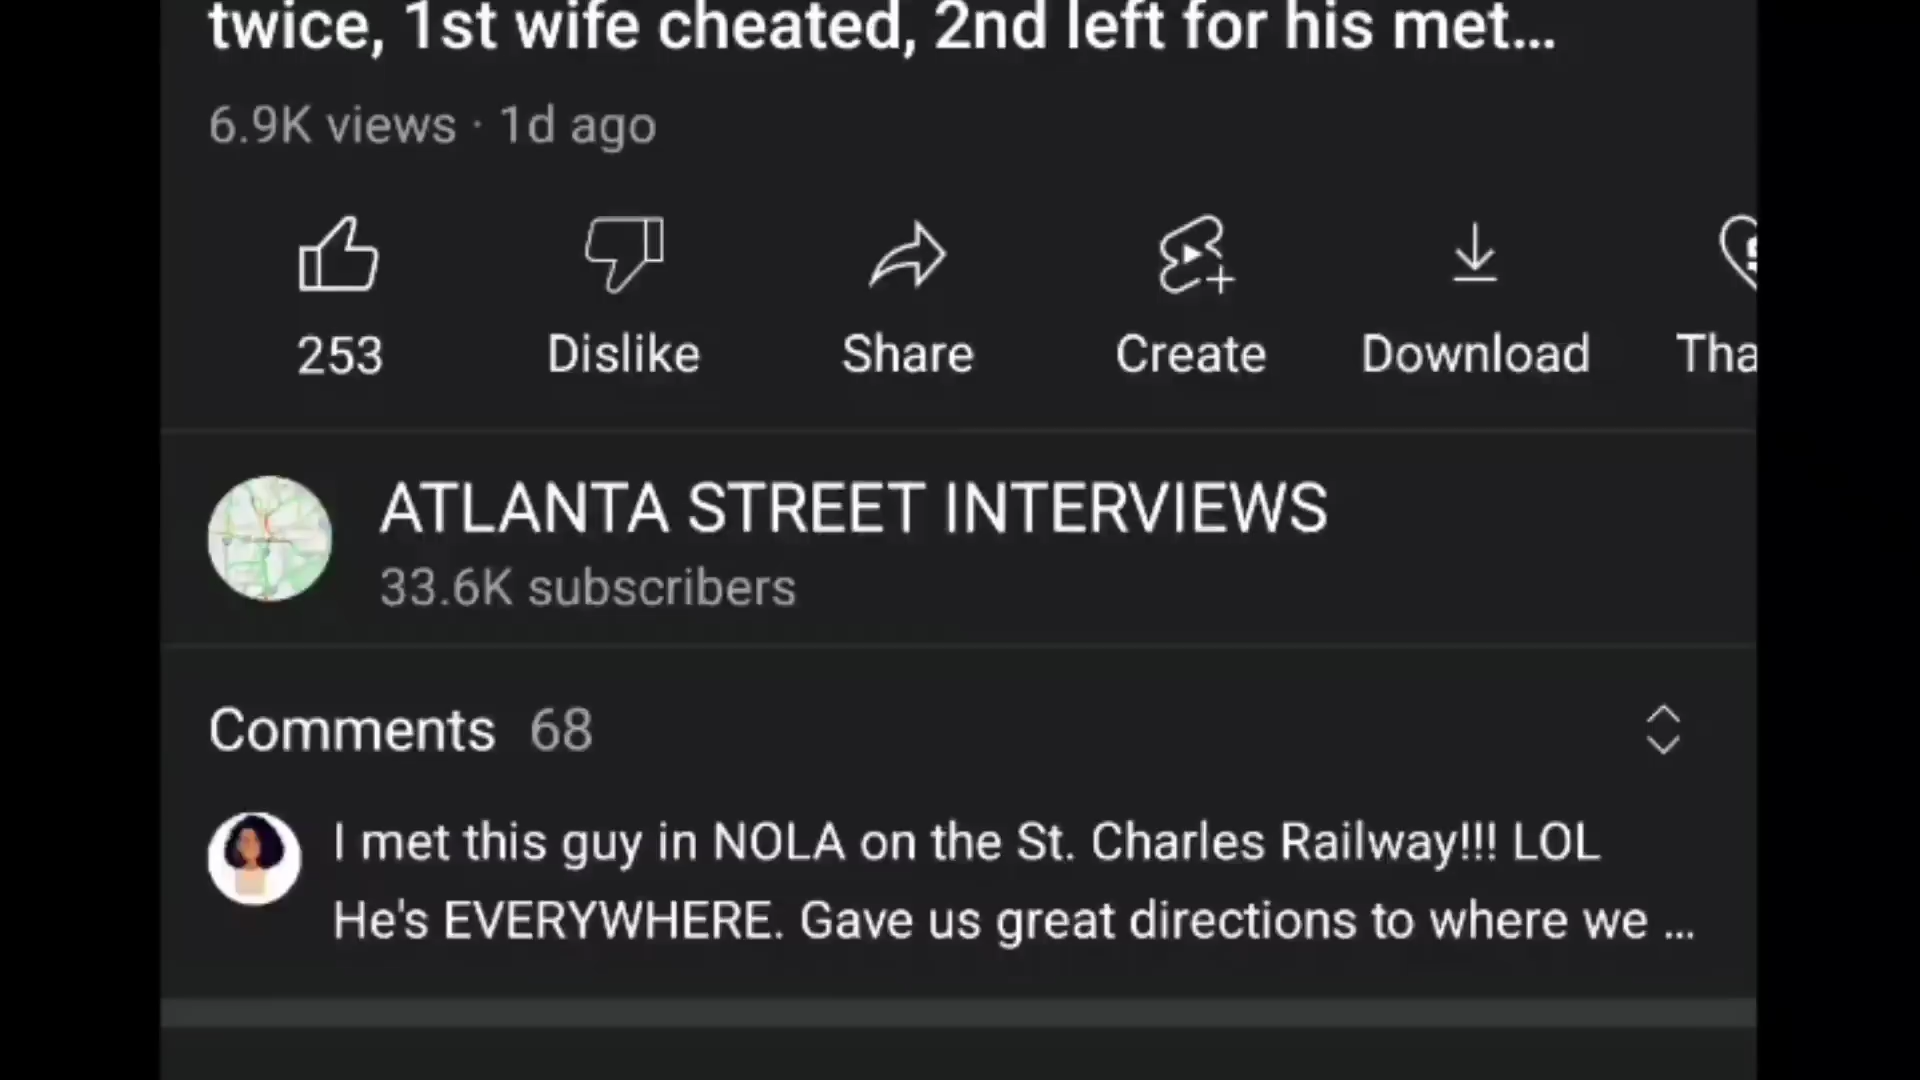 twice, 1st wife cheated, 2nd left for his met...
6.9K views · 1d ago
253
Dislike
Share
Create
Download
Tha
ATLANTA STREET INTERVIEWS
33.6K subscribers
Comments 68
I met this guy in NOLA on the St. Charles Railway!!! LOL
He's EVERYWHERE. Gave us great directions to where we ...